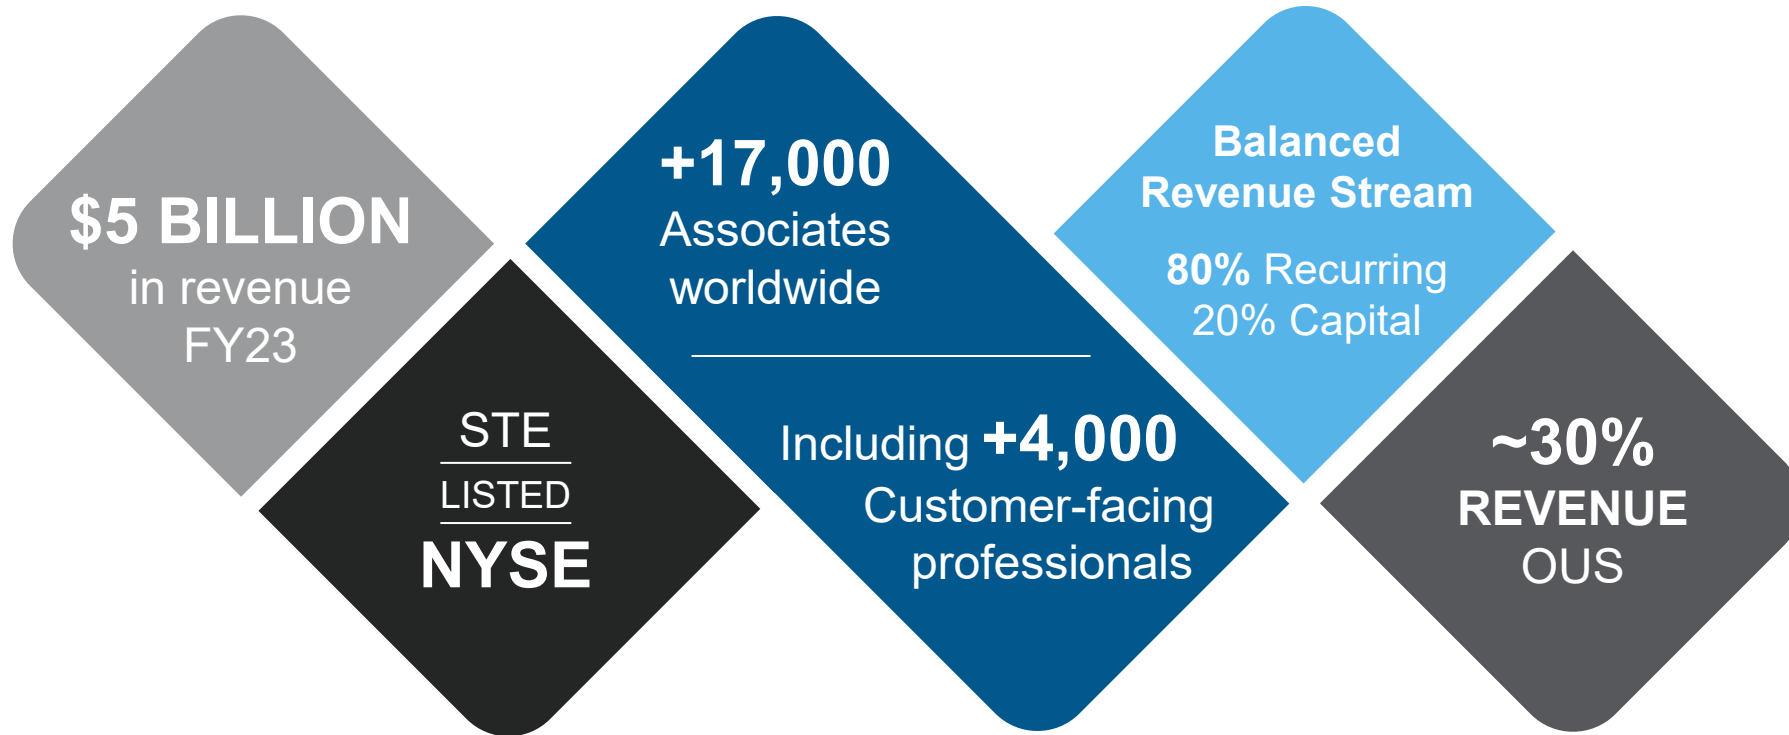 $5 BILLION
in revenue
FY23
STE
LISTED
NYSE
+17,000
Associates
worldwide
Including +4,000
Customer-facing
professionals
Balanced
Revenue Stream
80% Recurring
20% Capital
~30%
REVENUE
OUS